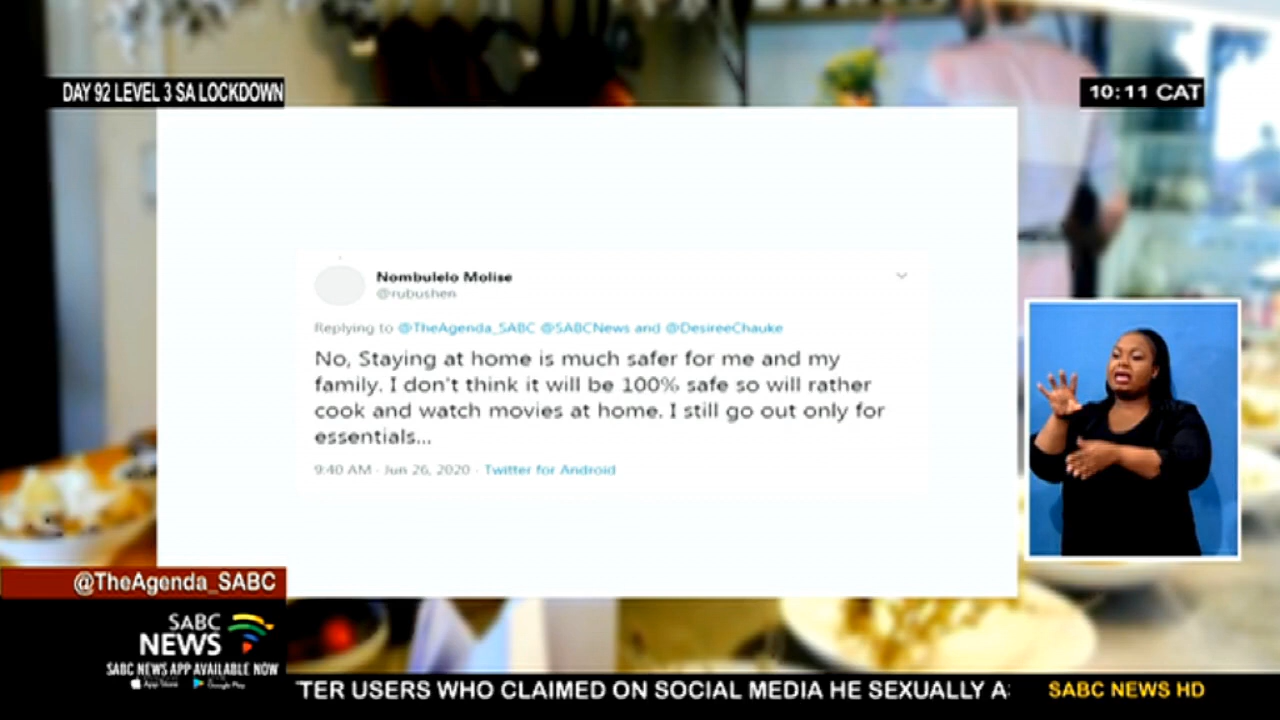 DAY 92 LEVEL 3 SA LOCKDOWN
10:11 CAT
Nombulelo Molise
@rubushen
Replying to @TheAgenda_SABC @SABCNews and @DesireeChauke
No, Staying at home is much safer for me and my
family. I don't think it will be 100% safe so will rather
cook and watch movies at home. I still go out only for
essentials...
9:40 AM · Jun 26, 2020 · Twitter for Android
@TheAgenda_SABC
SABC
NEWS
SABC NEWS APP AVAILABLE NOW
App Store Google Play
TER USERS WHO CLAIMED ON SOCIAL MEDIA HE SEXUALLY A
SABC NEWS HD